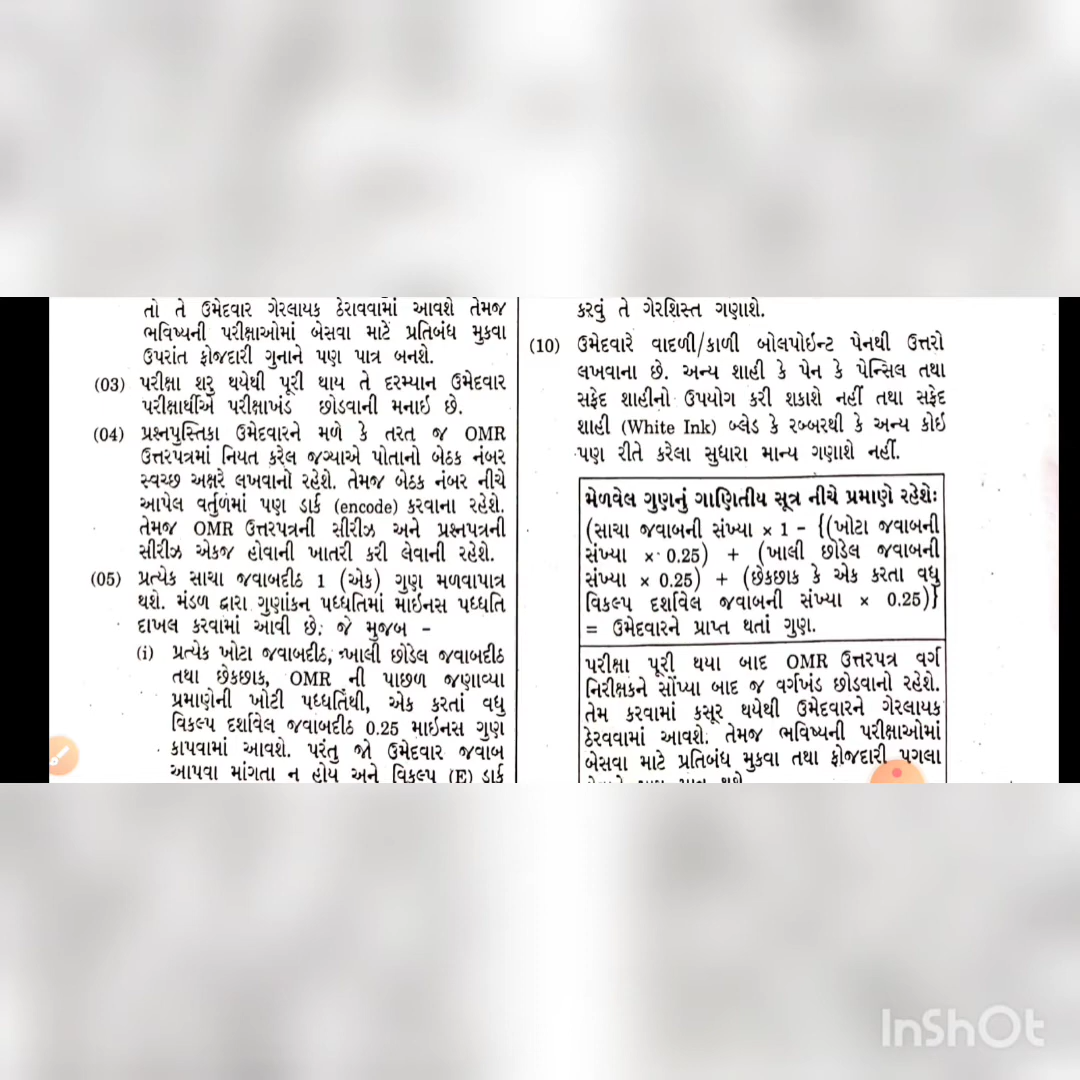 તો તે ઉમેદવાર ગેરલાયક ઠેરાવવામાં આવશે તેમજ
ભવિષ્યની પરીક્ષાઓમાં બેસવા માટે પ્રતિબંધ મુકવા
ઉપરાંત ફોજદારી ગુનાને પણ પાત્ર બનશે.
(03) પરીક્ષા શરુ થયેથી પૂરી થાય તે દરમ્યાન ઉમેદવાર
પરીક્ષાર્થીએ પરીક્ષાખંડ છોડવાની મનાઇ છે.
(04) પ્રશ્નપુસ્તિકા ઉમેદવારને મળે કે તરત જ OMR
ઉત્તરપત્રમાં નિયત કરેલ જગ્યાએ પોતાનો બેઠક નંબર
સ્વચ્છ અક્ષરે લખવાનો રહેશે. તેમજ બેઠક નંબર નીચે
આપેલ વર્તુળમાં પણ ડાર્ક (encode) કરવાના રહેશે.
તેમજ OMR ઉત્તરપત્રની સીરીઝ અને પ્રશ્નપત્રની
સીરીઝ એકજ હોવાની ખાતરી કરી લેવાની રહેશે.
(05) પ્રત્યેક સાચા જવાબદીઠ 1 (એક) ગુણ મળવાપાત્ર
થશે. મંડળ દ્વારા ગુણાંકન પધ્ધતિમાં માઇનસ પધ્ધતિ
દાખલ કરવામાં આવી છે. જે મુજબ -
(i) પ્રત્યેક ખોટા જવાબદીઠ, ખાલી છોડેલ જવાબદીઠ
તથા છેકછાક, OMR ની પાછળ જણાવ્યા
પ્રમાણેની ખોટી પધ્ધતિથી, એક કરતાં વધુ
વિકલ્પ દર્શાવેલ જવાબદીઠ 0.25 માઇનસ ગુણ
કાપવામાં આવશે. પરંતુ જો ઉમેદવાર જવાબ
આપવા માંગતા ન હોય અને વિકલ્પ (E) ડાર્ક
કરવું તે ગેરશિસ્ત ગણાશે.
(10) ઉમેદવારે વાદળી/કાળી બોલપોઇન્ટ પેનથી ઉત્તરો
લખવાના છે. અન્ય શાહી કે પેન કે પેન્સિલ તથા
સફેદ શાહીનો ઉપયોગ કરી શકાશે નહીં તથા સફેદ
શાહી (White Ink) બ્લેડ કે રબ્બરથી કે અન્ય કોઇ
પણ રીતે કરેલા સુધારા માન્ય ગણાશે નહીં.
મેળવેલ ગુણનું ગાણિતીય સૂત્ર નીચે પ્રમાણે રહેશેઃ
(સાચા જવાબની સંખ્યા × 1 - {(ખોટા જવાબની
સંખ્યા × 0.25) + (ખાલી છોડેલ જવાબની
સંખ્યા × 0.25) + (છેકછાક કે એક કરતા વધુ
વિકલ્પ દર્શાવેલ જવાબની સંખ્યા × 0.25)}
= ઉમેદવારને પ્રાપ્ત થતાં ગુણ.
પરીક્ષા પૂરી થયા બાદ OMR ઉત્તરપત્ર વર્ગ
નિરીક્ષકને સોંપ્યા બાદ જ વર્ગખંડ છોડવાનો રહેશે.
તેમ કરવામાં કસૂર થયેથી ઉમેદવારને ગેરલાયક
ઠેરવવામાં આવશે. તેમજ ભવિષ્યની પરીક્ષાઓમાં
બેસવા માટે પ્રતિબંધ મુકવા તથા ફોજદારી પગલા
InShOt